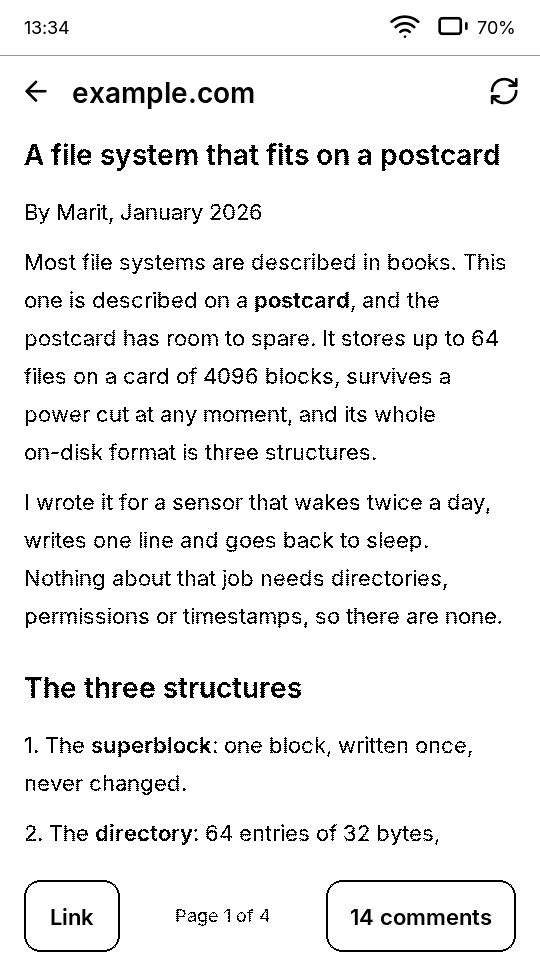 13:34
70%
example.com
A file system that fits on a postcard
By Marit, January 2026
Most file systems are described in books. This
one is described on a postcard, and the
postcard has room to spare. It stores up to 64
files on a card of 4096 blocks, survives a
power cut at any moment, and its whole
on-disk format is three structures.
I wrote it for a sensor that wakes twice a day,
writes one line and goes back to sleep.
Nothing about that job needs directories,
permissions or timestamps, so there are none.
The three structures
1. The superblock: one block, written once,
never changed.
2. The directory: 64 entries of 32 bytes,
Link
Page 1 of 4
14 comments